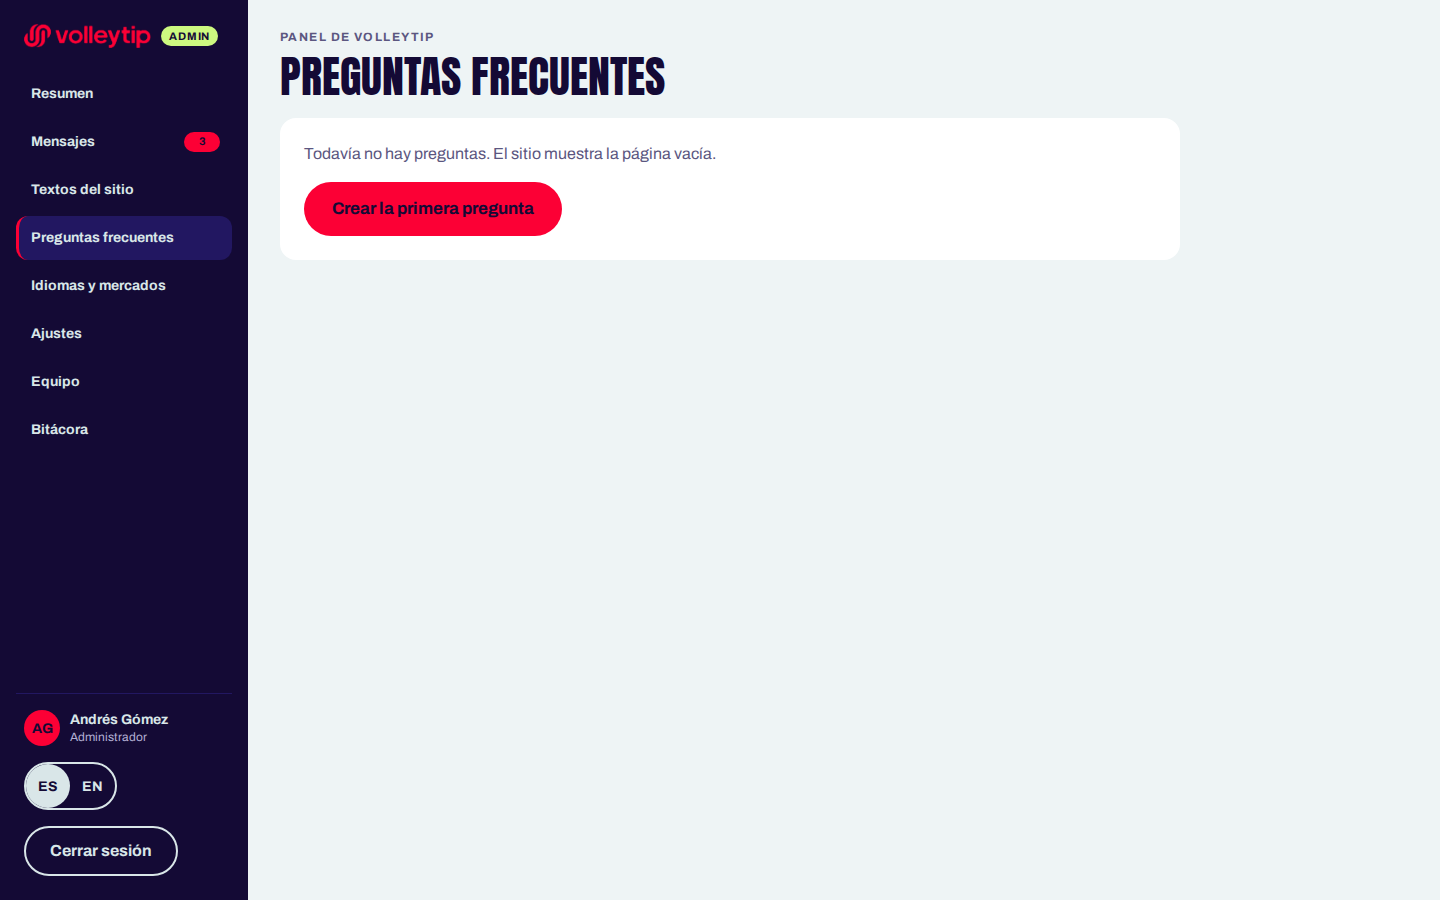 volleytip ADMIN
Resumen
Mensajes 3
Textos del sitio
Preguntas frecuentes
Idiomas y mercados
Ajustes
Equipo
Bitácora
AG Andrés Gómez
Administrador
ES EN
Cerrar sesión
PANEL DE VOLLEYTIP
PREGUNTAS FRECUENTES
Todavía no hay preguntas. El sitio muestra la página vacía.
Crear la primera pregunta